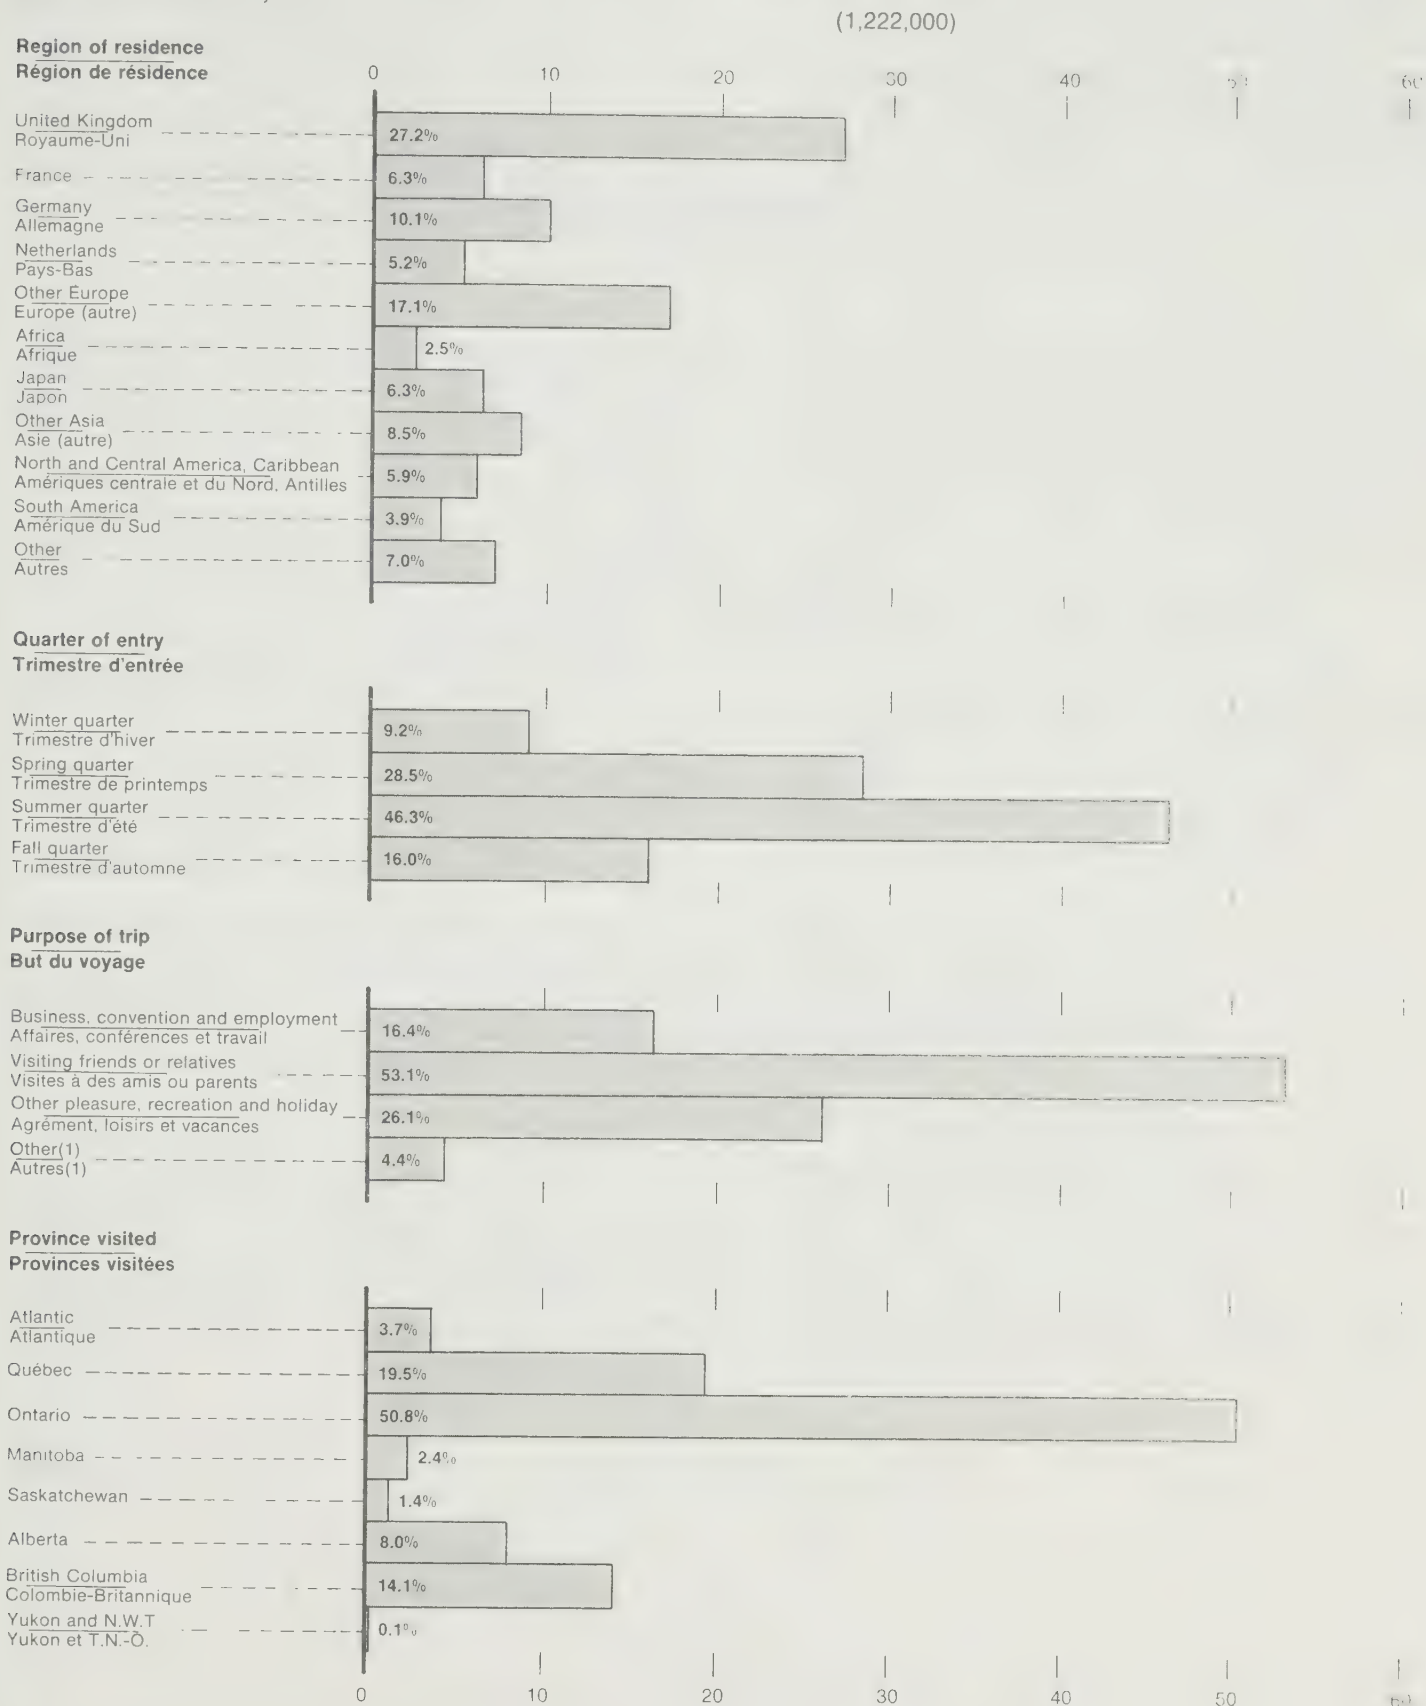 (1,222,000)
Region of residence
Région de résidence
0 10 20 30 40
United Kingdom
Royaume-Uni
27.2%
France
6.3%
Germany
Allemagne
10.1%
Netherlands
Pays-Bas
5.2%
Other Europe
Europe (autre)
17.1%
Africa
Afrique
2.5%
Japan
Japon
6.3%
Other Asia
Asie (autre)
8.5%
North and Central America, Caribbean
Amériques centrale et du Nord, Antilles
5.9%
South America
Amérique du Sud
3.9%
Other
Autres
7.0%
Quarter of entry
Trimestre d'entrée
Winter quarter
Trimestre d'hiver
9.2%
Spring quarter
Trimestre de printemps
28.5%
Summer quarter
Trimestre d'été
46.3%
Fall quarter
Trimestre d'automne
16.0%
Purpose of trip
But du voyage
Business, convention and employment
Affaires, conférences et travail
16.4%
Visiting friends or relatives
Visites à des amis ou parents
53.1%
Other pleasure, recreation and holiday
Agrément, loisirs et vacances
26.1%
Other(1)
Autres(1)
4.4%
Province visited
Provinces visitées
Atlantic
Atlantique
3.7%
Québec
19.5%
Ontario
50.8%
Manitoba
2.4%
Saskatchewan
1.4%
Alberta
8.0%
British Columbia
Colombie-Britannique
14.1%
Yukon and N.W.T
Yukon et T.N.-O.
0.1%
0 10 20 30 40 50